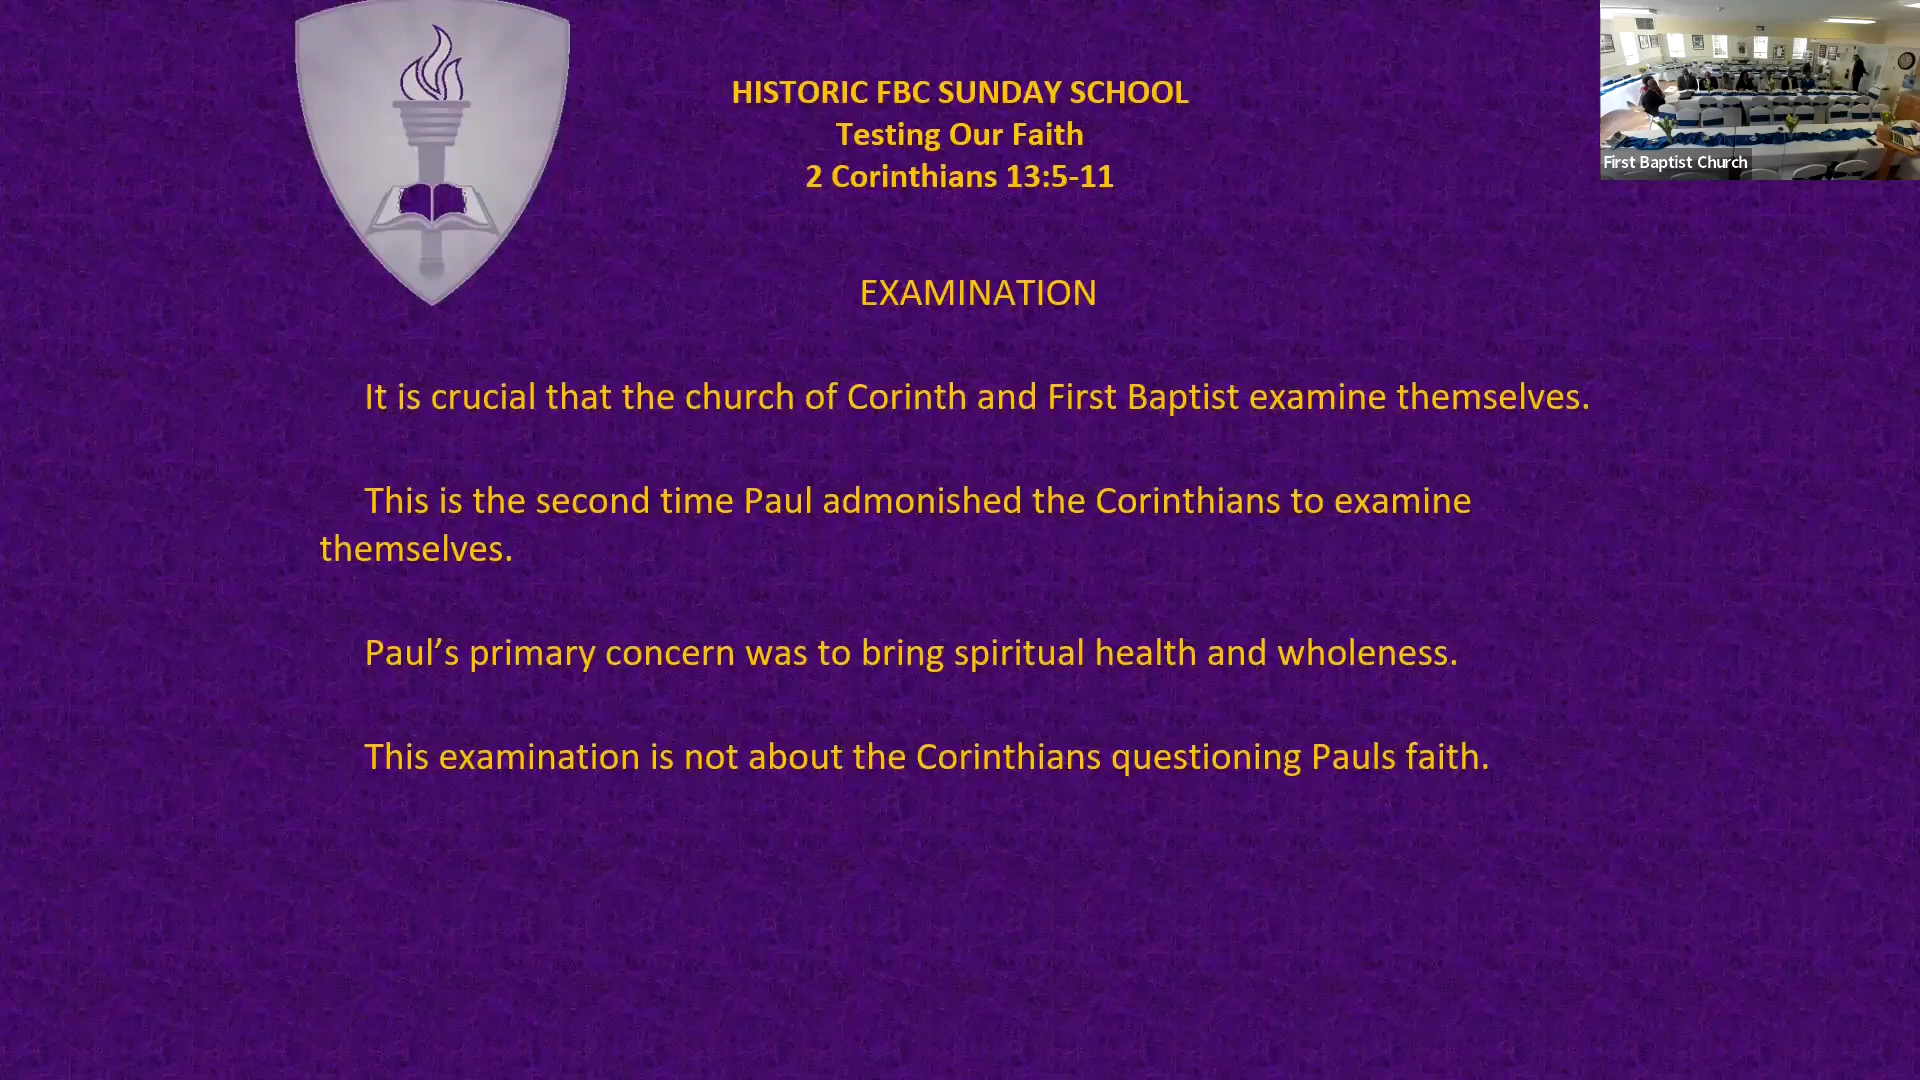 HISTORIC FBC SUNDAY SCHOOL
Testing Our Faith
2 Corinthians 13:5-11
First Baptist Church
EXAMINATION
It is crucial that the church of Corinth and First Baptist examine themselves.
This is the second time Paul admonished the Corinthians to examine
themselves.
Paul’s primary concern was to bring spiritual health and wholeness.
This examination is not about the Corinthians questioning Pauls faith.